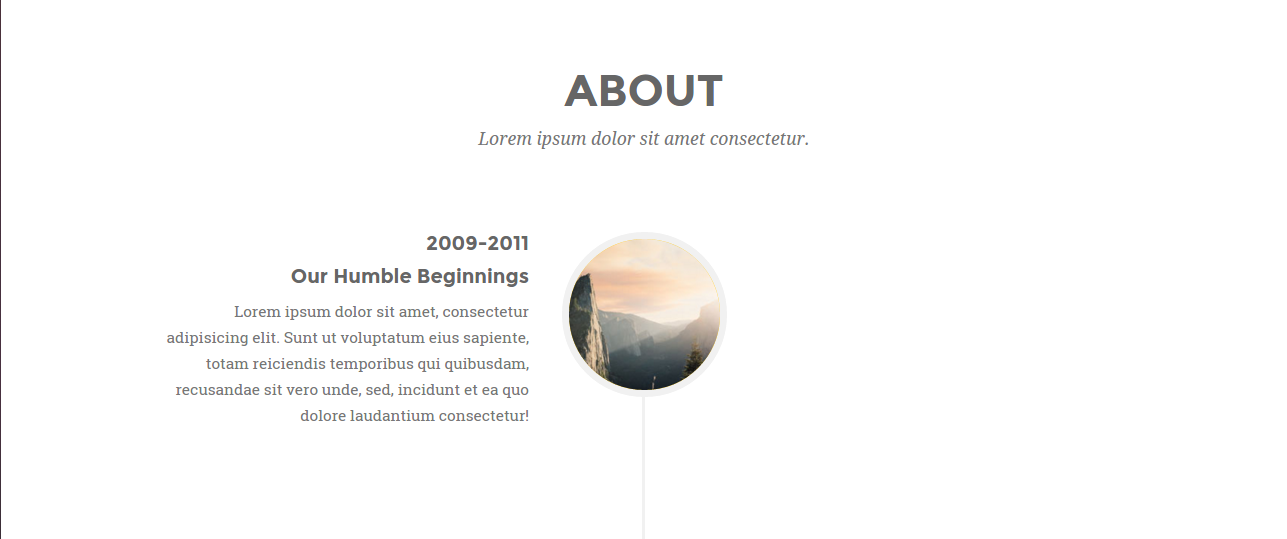 ABOUT
Lorem ipsum dolor sit amet consectetur.
2009-2011
Our Humble Beginnings
Lorem ipsum dolor sit amet, consectetur
adipisicing elit. Sunt ut voluptatum eius sapiente,
totam reiciendis temporibus qui quibusdam,
recusandae sit vero unde, sed, incidunt et ea quo
dolore laudantium consectetur!